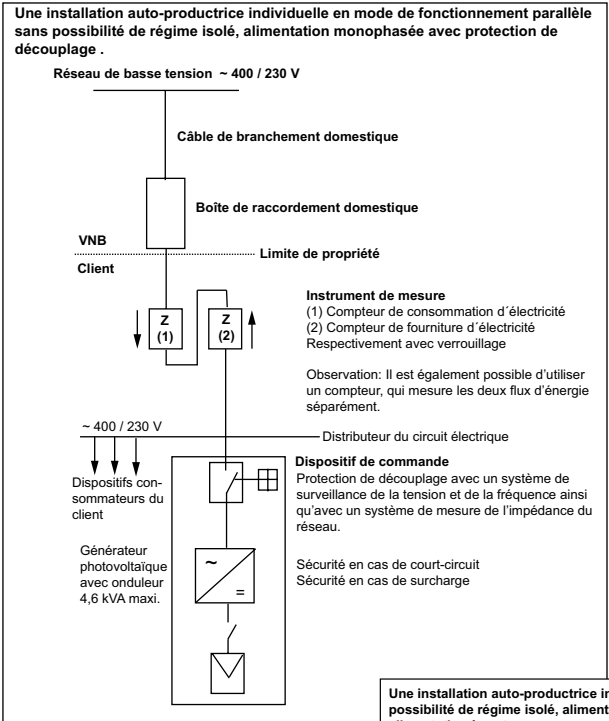 Une installation auto-productrice individuelle en mode de fonctionnement parallèle
sans possibilité de régime isolé, alimentation monophasée avec protection de
découplage .
Réseau de basse tension ~ 400 / 230 V
Câble de branchement domestique
Boîte de raccordement domestique
VNB
Limite de propriété
Client
Z
(1)
Z
(2)
Instrument de mesure
(1) Compteur de consommation d´électricité
(2) Compteur de fourniture d´électricité
Respectivement avec verrouillage
Observation: Il est également possible d'utiliser
un compteur, qui mesure les deux flux d'énergie
séparément.
~ 400 / 230 V
Distributeur du circuit électrique
Dispositifs con-
sommateurs du
client
Dispositif de commande
Protection de découplage avec un système de
surveillance de la tension et de la fréquence ainsi
qu'avec un système de mesure de l'impédance du
réseau.
Générateur
photovoltaïque
avec onduleur
4,6 kVA maxi.
~
=
Sécurité en cas de court-circuit
Sécurité en cas de surcharge
Une installation auto-productrice in
possibilité de régime isolé, aliment